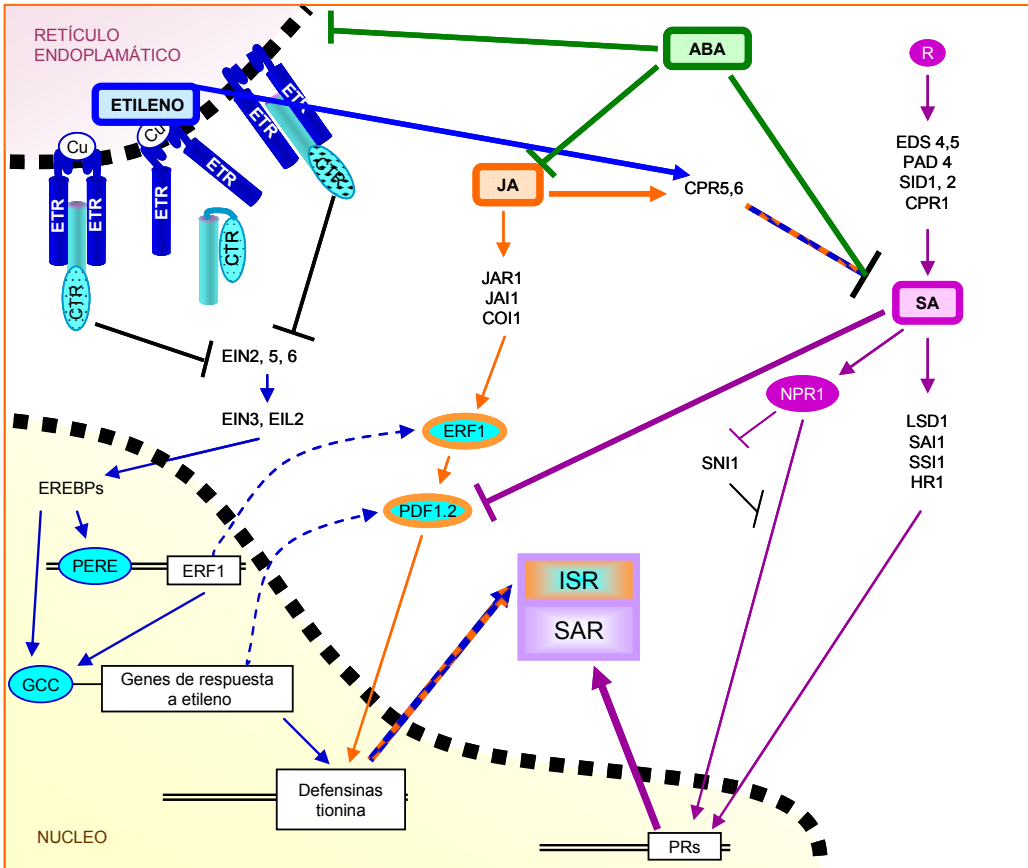 RETÍCULO
ENDOPLAMÁTICO
ABA
R
ETILENO
ETR
ETR
ETR
ETR
Cu
Cu
ETR
ETR
CTR
CTR
CTR
EDS 4,5
PAD 4
SID1, 2
CPR1
JA
CPR5,6
JAR1
JAI1
COI1
SA
EIN2, 5, 6
EIN3, EIL2
NPR1
ERF1
SNI1
LSD1
SAI1
SSI1
HR1
EREBPs
PDF1.2
PERE
ERF1
ISR
SAR
GCC
Genes de respuesta
a etileno
Defensinas
tionina
NUCLEO
PRs